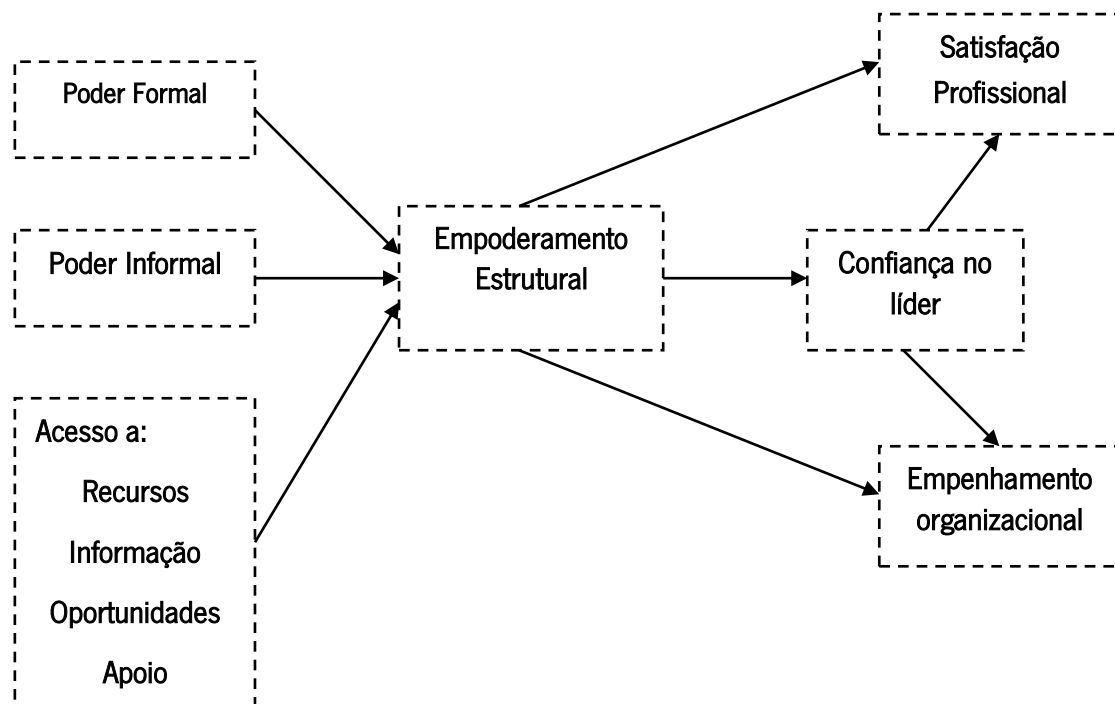 Poder Formal
Poder Informal
Acesso a:
Recursos
Informação
Oportunidades
Apoio
Empoderamento
Estrutural
Satisfação
Profissional
Confiança no
líder
Empenhamento
organizacional